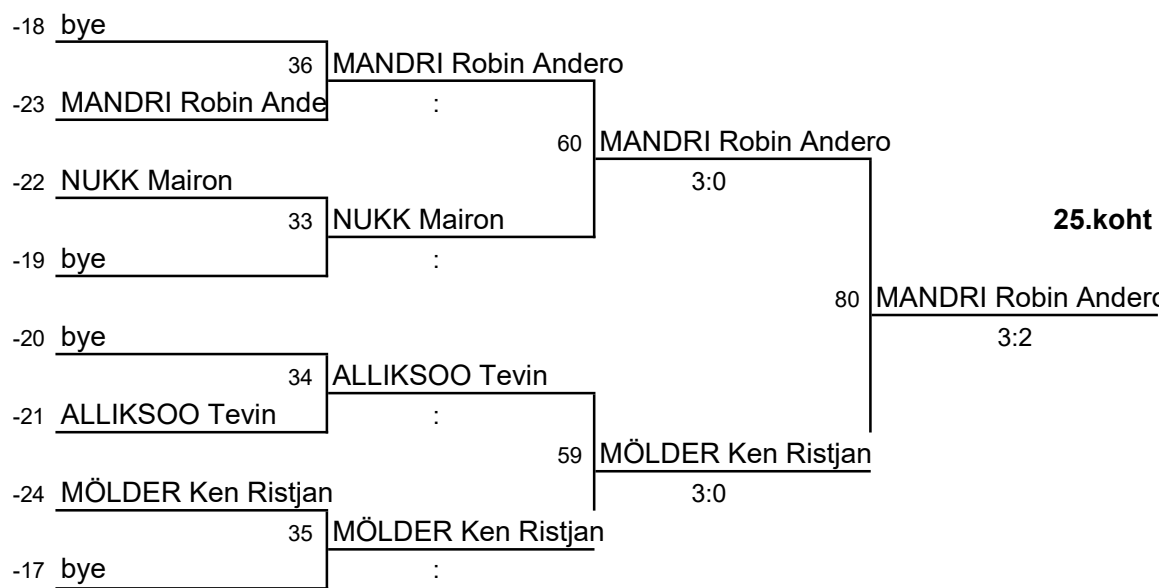 -18 bye
36 MANDRI Robin Andero
-23 MANDRI Robin Ande :
60 MANDRI Robin Andero
-22 NUKK Mairon 3:0
33 NUKK Mairon 25.koht
-19 bye :
80 MANDRI Robin Andero
-20 bye 3:2
34 ALLIKSOO Tevin
-21 ALLIKSOO Tevin :
59 MÖLDER Ken Ristjan
-24 MÖLDER Ken Ristjan 3:0
35 MÖLDER Ken Ristjan
-17 bye :